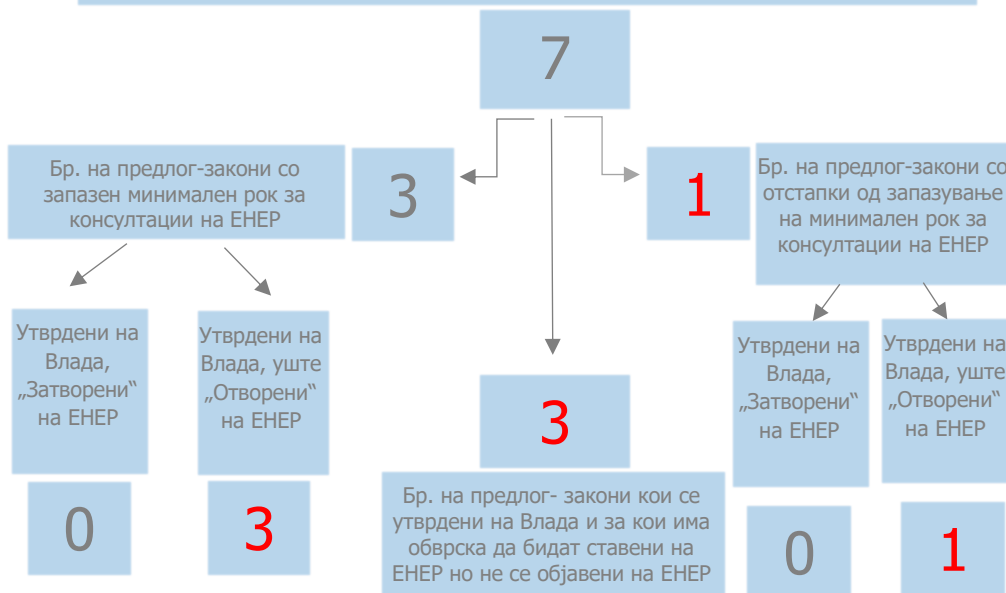 7
Бр. на предлог-закони со
запазен минимален рок за
консултации на ЕНЕР
3
1
Бр. на предлог-закони со
отстапки од запазување
на минимален рок за
консултации на ЕНЕР
Утврдени на
Влада,
„Затворени“
на ЕНЕР
Утврдени на
Влада, уште
„Отворени“
на ЕНЕР
3
Утврдени на
Влада,
„Затворени“
на ЕНЕР
Утврдени на
Влада, уште
„Отворени“
на ЕНЕР
0
3
Бр. на предлог- закони кои се
утврдени на Влада и за кои има
обврска да бидат ставени на
ЕНЕР но не се објавени на ЕНЕР
0
1